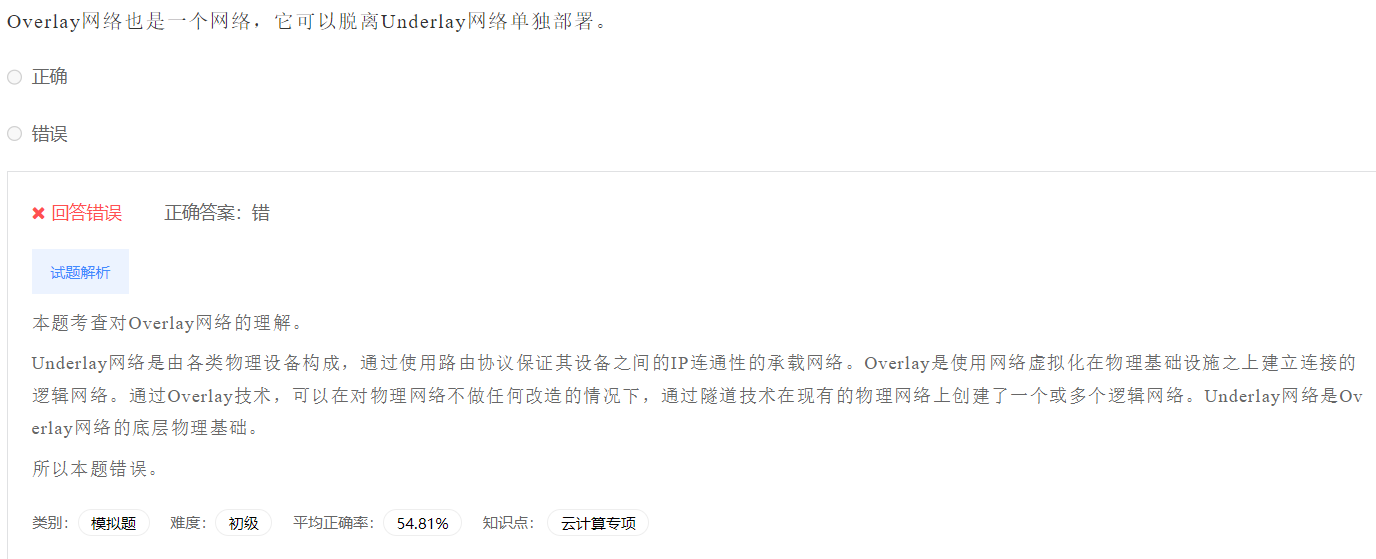 Overlay网络也是一个网络，它可以脱离Underlay网络单独部署。
正确
错误
回答错误 正确答案：错
试题解析
本题考查对Overlay网络的理解。
Underlay网络是由各类物理设备构成，通过使用路由协议保证其设备之间的IP连通性的承载网络。Overlay是使用网络虚拟化在物理基础设施之上建立连接的
逻辑网络。通过Overlay技术，可以在对物理网络不做任何改造的情况下，通过隧道技术在现有的物理网络上创建了一个或多个逻辑网络。Underlay网络是Ov
erlay网络的底层物理基础。
所以本题错误。
类别： 模拟题 难度： 初级 平均正确率： 54.81% 知识点： 云计算专项